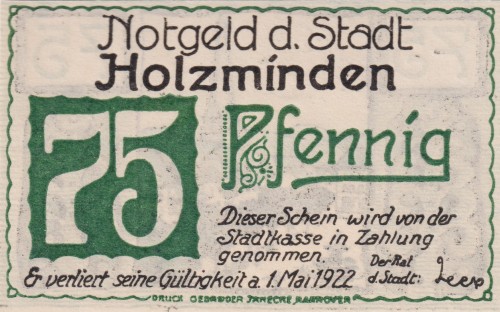 Notgeld d. Stadt
Holzminden
75 Pfennig
Dieser Schein wird von der
Stadtkasse in Zahlung
genommen. Der Rat
Er verliert seine Gültigkeit a. 1. Mai 1922 d. Stadt:
DRUCK GEBRÜDER JÄNECKE, HANNOVER